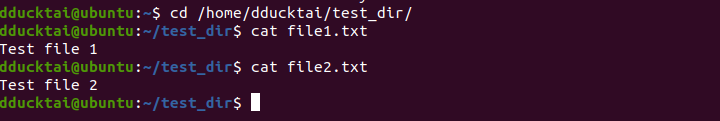 dducktai@ubuntu:~$ cd /home/dducktai/test_dir/
dducktai@ubuntu:~/test_dir$ cat file1.txt
Test file 1
dducktai@ubuntu:~/test_dir$ cat file2.txt
Test file 2
dducktai@ubuntu:~/test_dir$